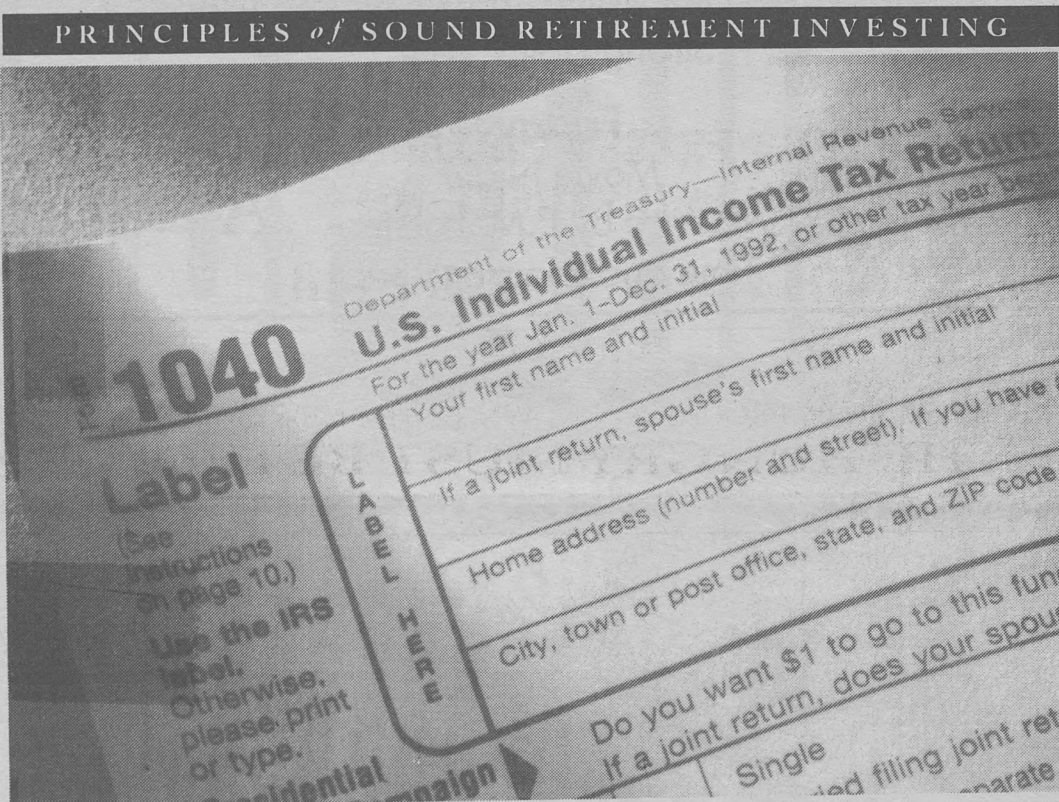 PRINCIPLES of SOUND RETIREMENT INVESTING
Department of the Treasury—Internal Revenue Service
1040
U.S. Individual Income Tax Return
For the year Jan. 1–Dec. 31, 1992, or other tax year
Label
(See
instructions
on page 10.)
Use the IRS
label.
Otherwise,
please print
or type.
LABEL HERE
Your first name and initial
If a joint return, spouse's first name and initial
Home address (number and street). If you have
City, town or post office, state, and ZIP code
Do you want $1 to go to this
If a joint return, does your
Single
filing joint